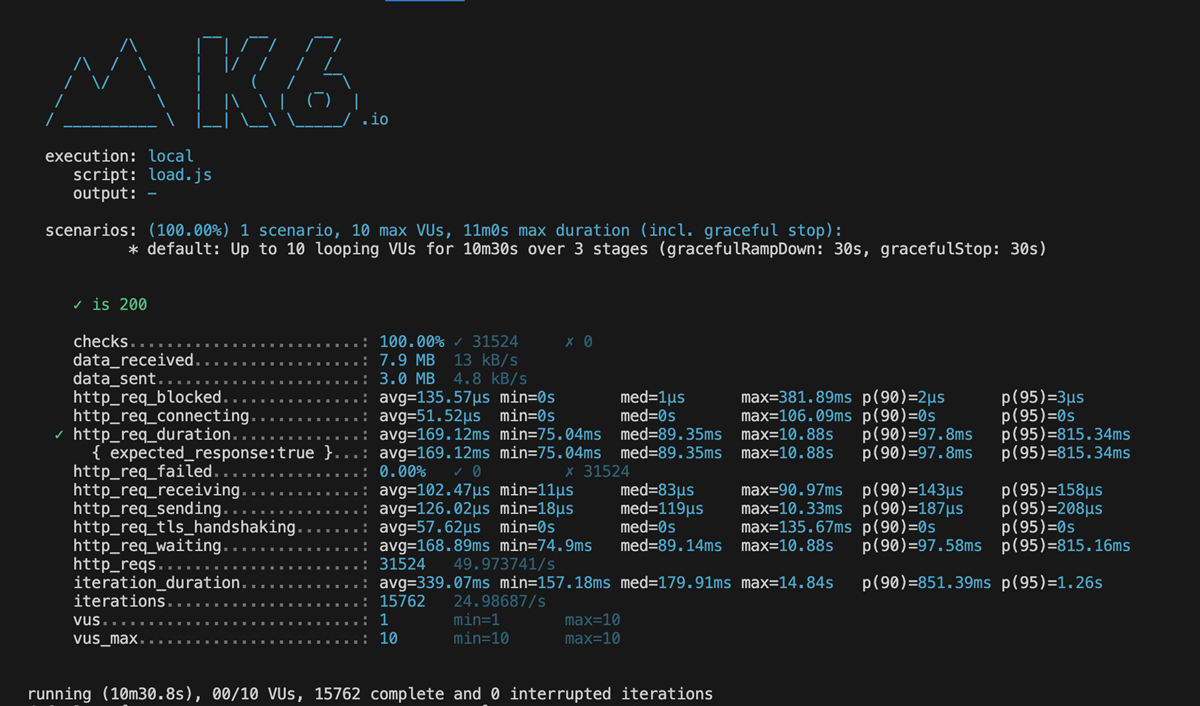 .io
execution: local
script: load.js
output: –
scenarios: (100.00%) 1 scenario, 10 max VUs, 11m0s max duration (incl. graceful stop):
* default: Up to 10 looping VUs for 10m30s over 3 stages (gracefulRampDown: 30s, gracefulStop: 30s)
✓ is 200
checks.........................: 100.00% ✓ 31524 ✗ 0
data_received..................: 7.9 MB 13 kB/s
data_sent......................: 3.0 MB 4.8 kB/s
http_req_blocked...............: avg=135.57µs min=0s med=1µs max=381.89ms p(90)=2µs p(95)=3µs
http_req_connecting............: avg=51.52µs min=0s med=0s max=106.09ms p(90)=0s p(95)=0s
✓ http_req_duration..............: avg=169.12ms min=75.04ms med=89.35ms max=10.88s p(90)=97.8ms p(95)=815.34ms
{ expected_response:true }...: avg=169.12ms min=75.04ms med=89.35ms max=10.88s p(90)=97.8ms p(95)=815.34ms
http_req_failed................: 0.00% ✓ 0 ✗ 31524
http_req_receiving.............: avg=102.47µs min=11µs med=83µs max=90.97ms p(90)=143µs p(95)=158µs
http_req_sending...............: avg=126.02µs min=18µs med=119µs max=10.33ms p(90)=187µs p(95)=208µs
http_req_tls_handshaking.......: avg=57.62µs min=0s med=0s max=135.67ms p(90)=0s p(95)=0s
http_req_waiting...............: avg=168.89ms min=74.9ms med=89.14ms max=10.88s p(90)=97.58ms p(95)=815.16ms
http_reqs......................: 31524 49.973741/s
iteration_duration.............: avg=339.07ms min=157.18ms med=179.91ms max=14.84s p(90)=851.39ms p(95)=1.26s
iterations.....................: 15762 24.98687/s
vus............................: 1 min=1 max=10
vus_max........................: 10 min=10 max=10
running (10m30.8s), 00/10 VUs, 15762 complete and 0 interrupted iterations